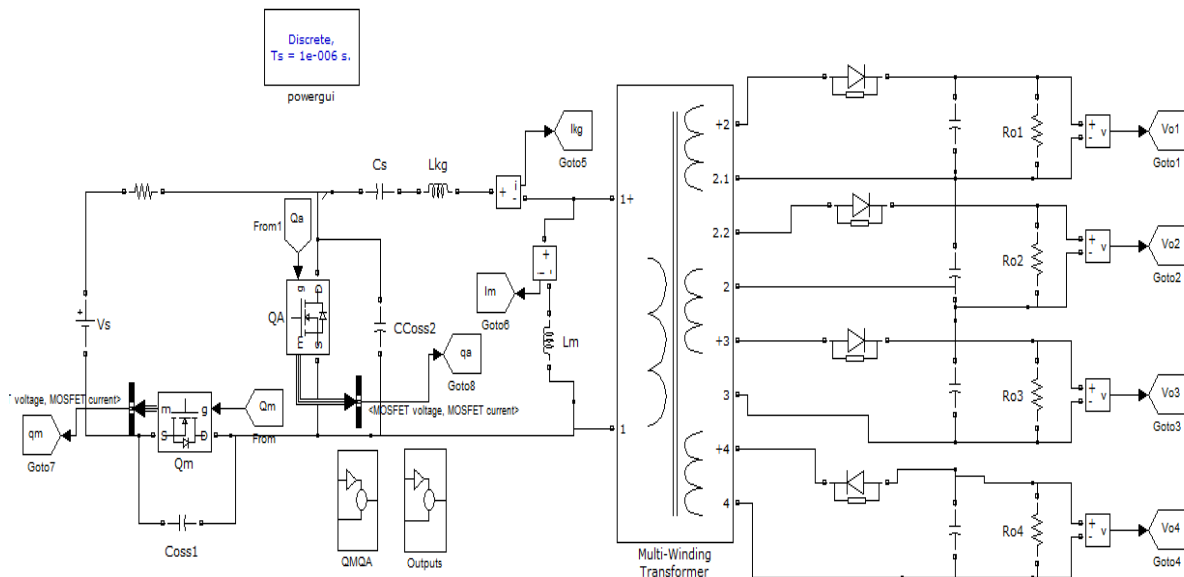 Discrete,
Ts = 1e-006 s.
powergui
Ikg
Goto5
Cs
Lkg
+ i -
From1
Qa
g
D
QA
m
S
CCoss2
+ i -
Im
Goto6
Lm
Vs
+
qa
Goto8
<MOSFET voltage, MOSFET current>
voltage, MOSFET current>
qm
Goto7
m
g
S
D
Qm
Qm
From
Coss1
QMQA
Outputs
1+
1
+2
2.1
2.2
2
+3
3
+4
4
Multi-Winding
Transformer
Ro1
+ - v
Vo1
Goto1
Ro2
+ - v
Vo2
Goto2
Ro3
+ - v
Vo3
Goto3
Ro4
+ - v
Vo4
Goto4